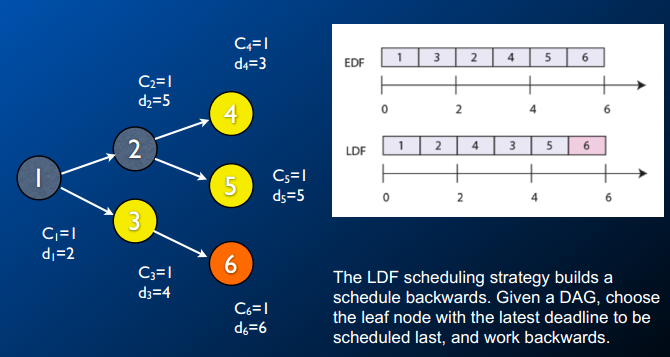 C₄=1
d₄=3
C₂=1
d₂=5
4
2
1
5
C₅=1
d₅=5
3
C₁=1
d₁=2
6
C₃=1
d₃=4
C₆=1
d₆=6
EDF
1 3 2 4 5 6
0 2 4 6
LDF
1 2 4 3 5 6
0 2 4 6
The LDF scheduling strategy builds a
schedule backwards. Given a DAG, choose
the leaf node with the latest deadline to be
scheduled last, and work backwards.